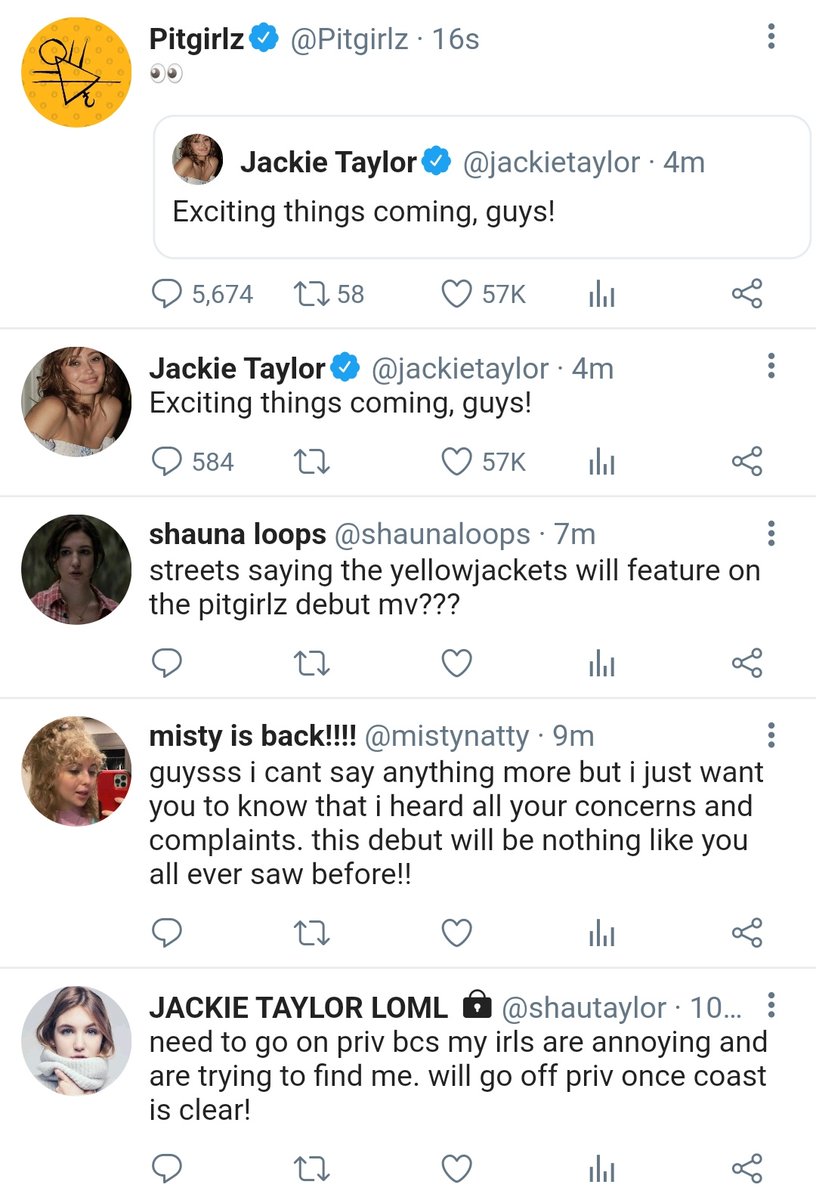 Pitgirlz @Pitgirlz · 16s
👀
Jackie Taylor @jackietaylor · 4m
Exciting things coming, guys!
5,674 58 57K
Jackie Taylor @jackietaylor · 4m
Exciting things coming, guys!
584 57K
shauna loops @shaunaloops · 7m
streets saying the yellowjackets will feature on
the pitgirlz debut mv???
misty is back!!!! @mistynatty · 9m
guysss i cant say anything more but i just want
you to know that i heard all your concerns and
complaints. this debut will be nothing like you
all ever saw before!!
JACKIE TAYLOR LOML @shautaylor · 10...
need to go on priv bcs my irls are annoying and
are trying to find me. will go off priv once coast
is clear!